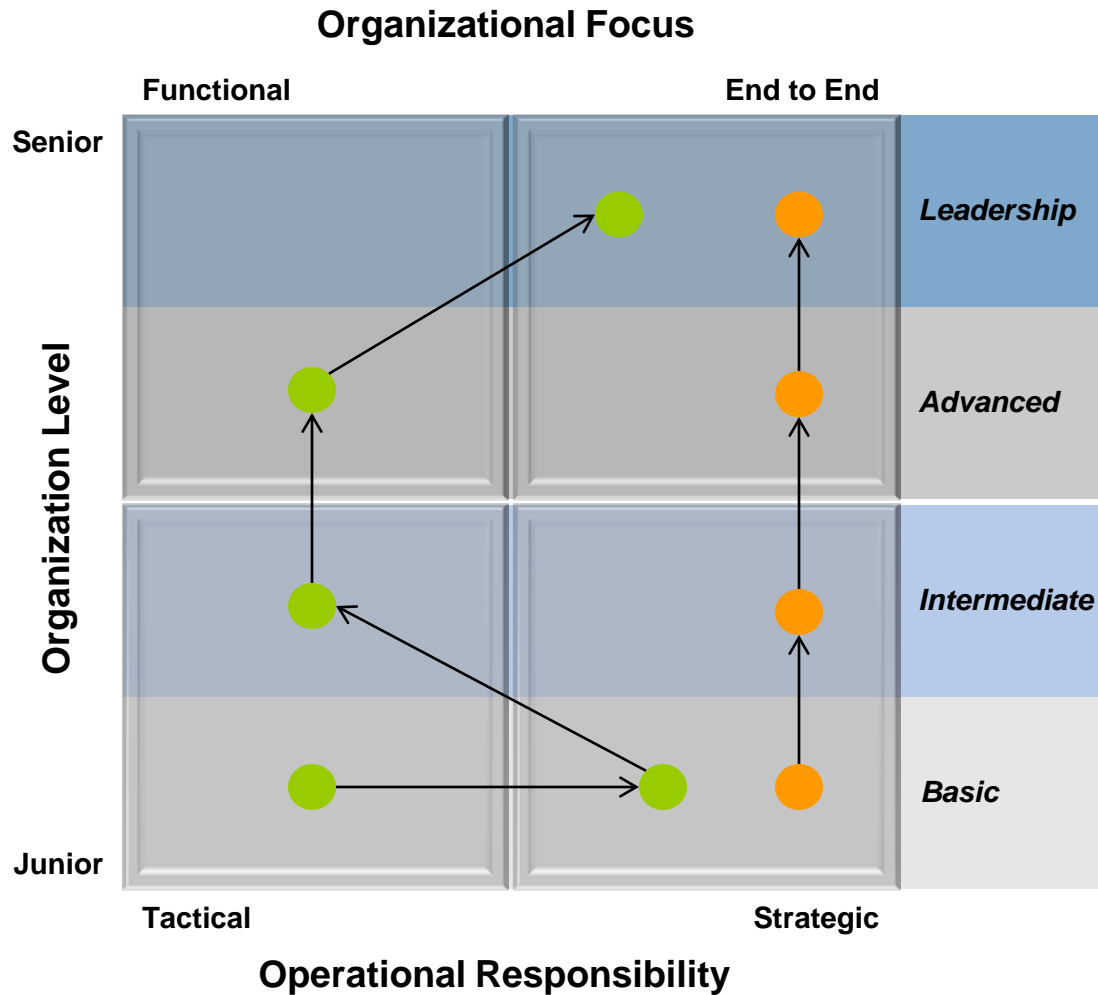 Organizational Focus
Functional
End to End
Senior
Leadership
Organization Level
Advanced
Intermediate
Basic
Junior
Tactical
Strategic
Operational Responsibility